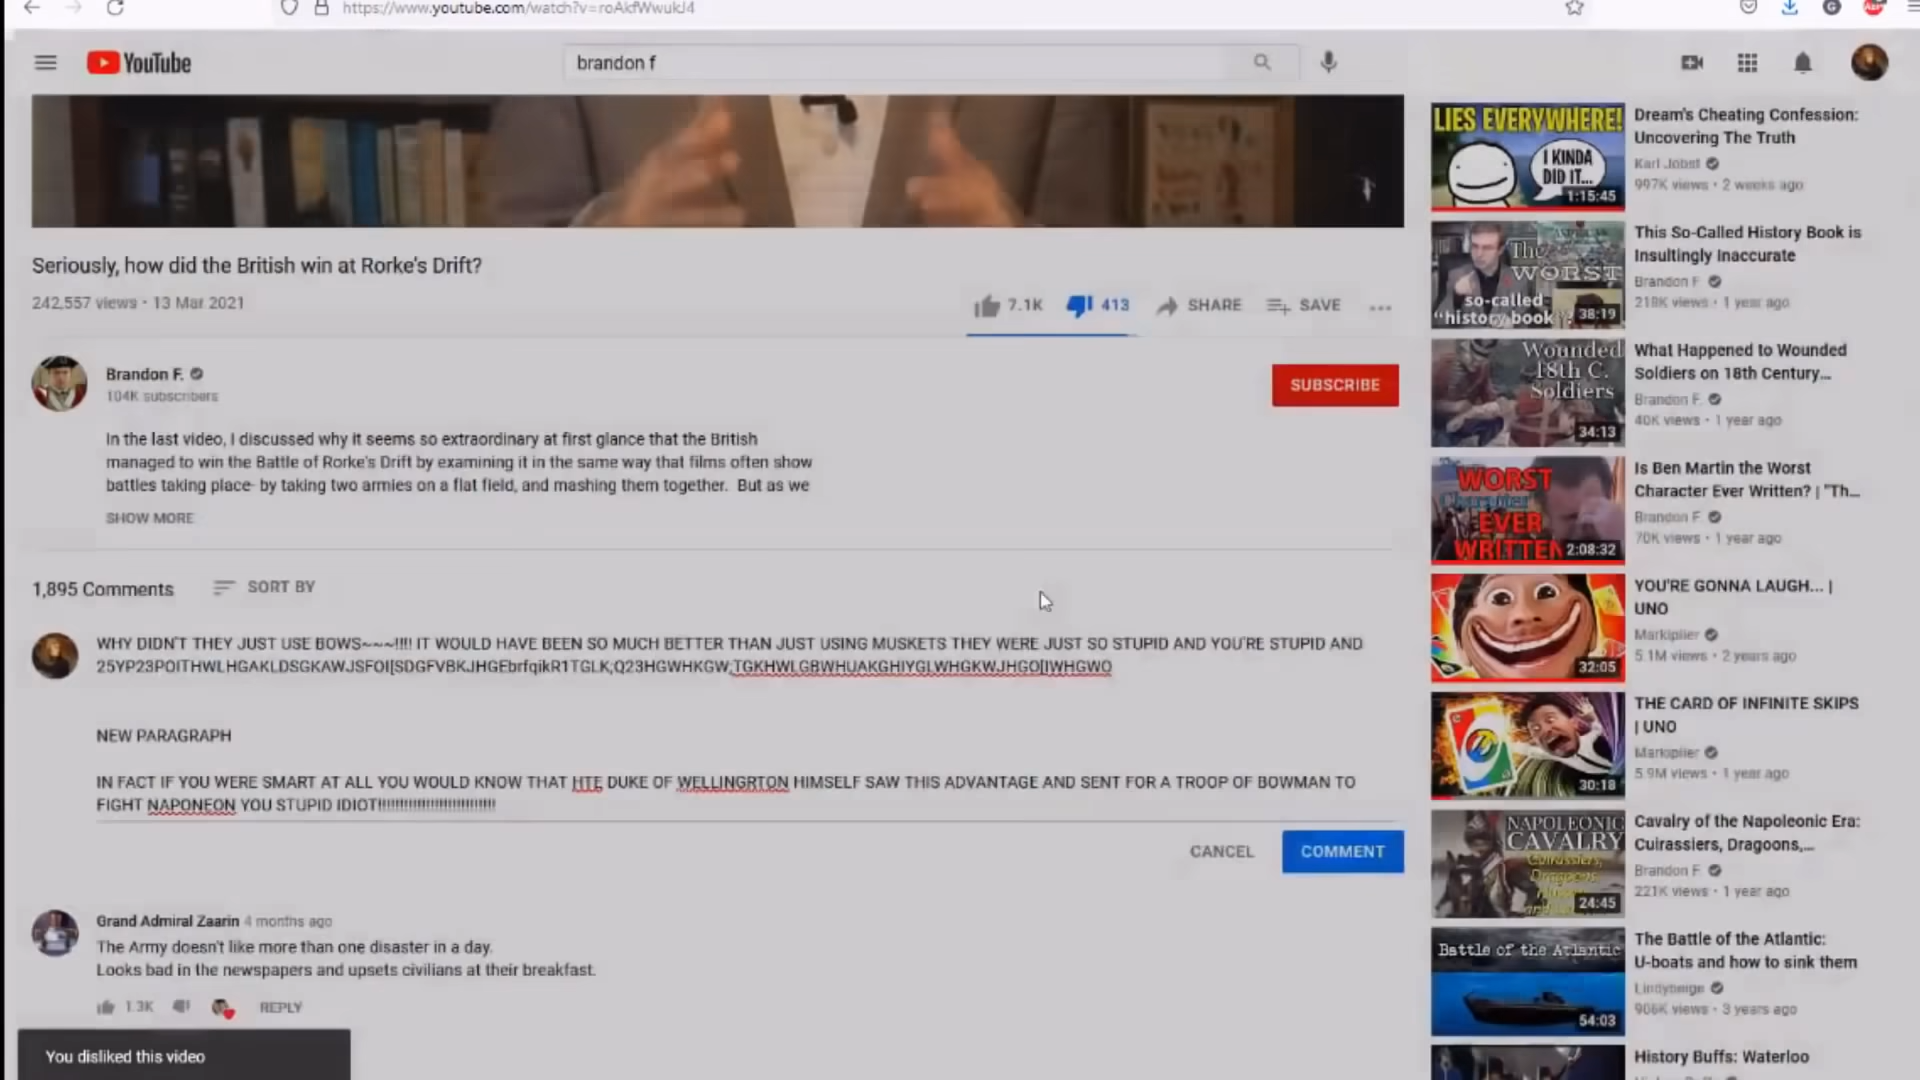 https://www.youtube.com/watch?v=roAkfWwukJ4
YouTube
brandon f
Seriously, how did the British win at Rorke's Drift?
242,557 views • 13 Mar 2021
7.1K
413
SHARE
SAVE
Brandon F.
104K subscribers
SUBSCRIBE
In the last video, I discussed why it seems so extraordinary at first glance that the British
managed to win the Battle of Rorke's Drift by examining it in the same way that films often show
battles taking place- by taking two armies on a flat field, and mashing them together.  But as we
SHOW MORE
1,895 Comments
SORT BY
WHY DIDN'T THEY JUST USE BOWS~~~!!!! IT WOULD HAVE BEEN SO MUCH BETTER THAN JUST USING MUSKETS THEY WERE JUST SO STUPID AND YOU'RE STUPID AND
25YP23POITHWLHGAKLDSGKAWJSFOI[SDGFVBKJHGEbrfqikR1TGLK;Q23HGWHKGW;TGKHWLGBWHUAKGHIYGLWHGKWJHGO[IWHGWO
NEW PARAGRAPH
IN FACT IF YOU WERE SMART AT ALL YOU WOULD KNOW THAT HTE DUKE OF WELLINGRTON HIMSELF SAW THIS ADVANTAGE AND SENT FOR A TROOP OF BOWMAN TO
FIGHT NAPONEON YOU STUPID IDIOT!!!!!!!!!!!!!!!!!!!!!!!!!!!
CANCEL
COMMENT
Grand Admiral Zaarin 4 months ago
The Army doesn't like more than one disaster in a day.
Looks bad in the newspapers and upsets civilians at their breakfast.
1.3K
REPLY
You disliked this video
LIES EVERYWHERE!
I KINDA
DID IT...
1:15:45
Dream's Cheating Confession:
Uncovering The Truth
Karl Jobst
997K views • 2 weeks ago
The
WORST
so-called
"history book"
38:19
This So-Called History Book is
Insultingly Inaccurate
Brandon F.
218K views • 1 year ago
Wounded
18th C.
Soldiers
34:13
What Happened to Wounded
Soldiers on 18th Century...
Brandon F.
40K views • 1 year ago
WORST
Character
EVER
WRITTEN
2:08:32
Is Ben Martin the Worst
Character Ever Written? | "Th...
Brandon F.
70K views • 1 year ago
32:05
YOU'RE GONNA LAUGH... |
UNO
Markiplier
5.1M views • 2 years ago
30:18
THE CARD OF INFINITE SKIPS
| UNO
Markiplier
5.9M views • 1 year ago
NAPOLEONIC
CAVALRY
Cuirassiers,
Dragoons,
24:45
Cavalry of the Napoleonic Era:
Cuirassiers, Dragoons,...
Brandon F.
221K views • 1 year ago
Battle of the Atlantic
54:03
The Battle of the Atlantic:
U-boats and how to sink them
Lindybeige
906K views • 3 years ago
History Buffs: Waterloo